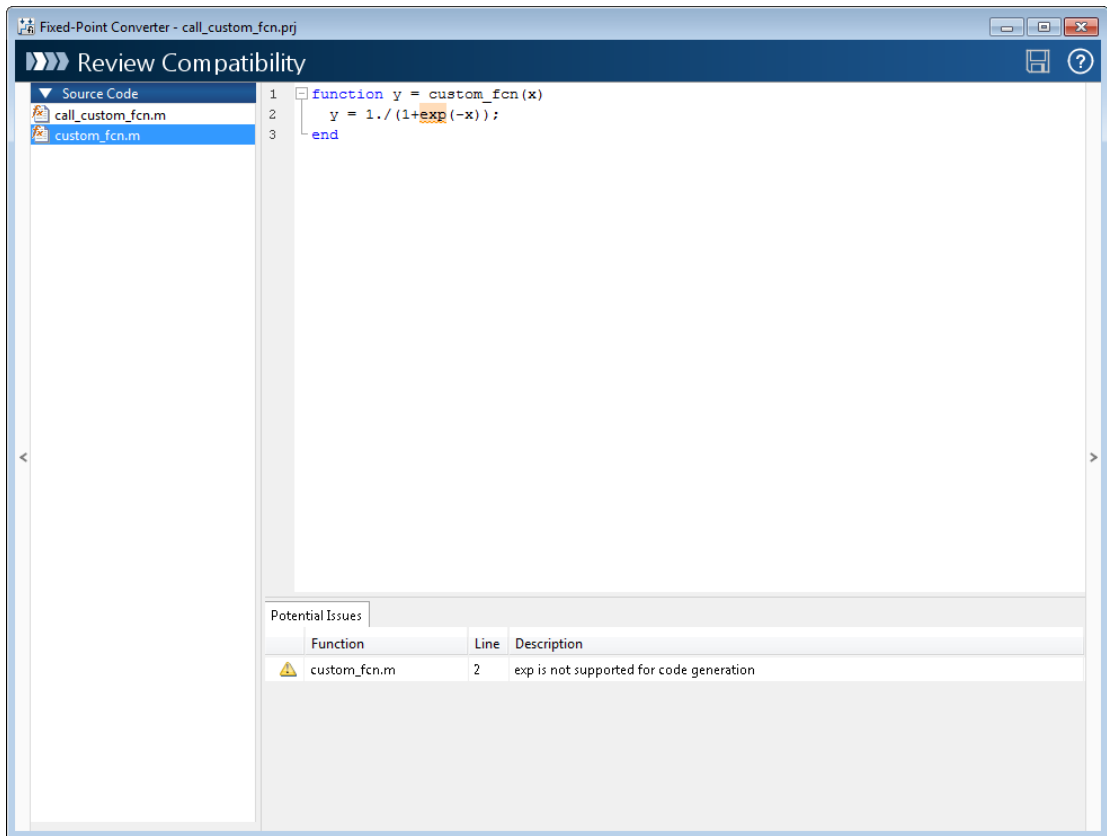 Fixed-Point Converter - call_custom_fcn.prj
Review Compatibility
Source Code
call_custom_fcn.m
custom_fcn.m
1 function y = custom_fcn(x)
2 y = 1./(1+exp(-x));
3 end
Potential Issues
Function Line Description
custom_fcn.m 2 exp is not supported for code generation